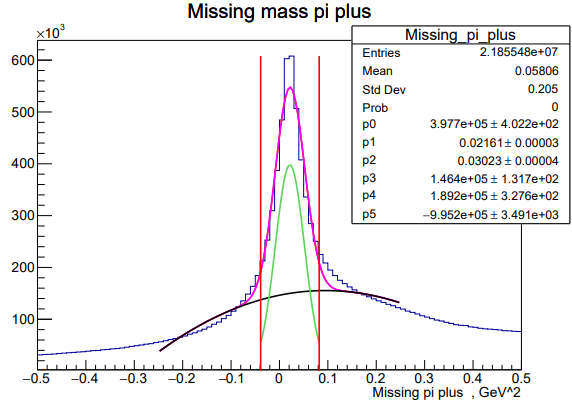 Missing mass pi plus
×10³
Missing_pi_plus
Entries 2.185548e+07
Mean 0.05806
Std Dev 0.205
Prob 0
p0 3.977e+05 ± 4.022e+02
p1 0.02161 ± 0.00003
p2 0.03023 ± 0.00004
p3 1.464e+05 ± 1.317e+02
p4 1.892e+05 ± 3.276e+02
p5 −9.952e+05 ± 3.491e+03
600
500
400
300
200
100
−0.5 −0.4 −0.3 −0.2 −0.1 0 0.1 0.2 0.3 0.4 0.5
Missing pi plus , GeV^2